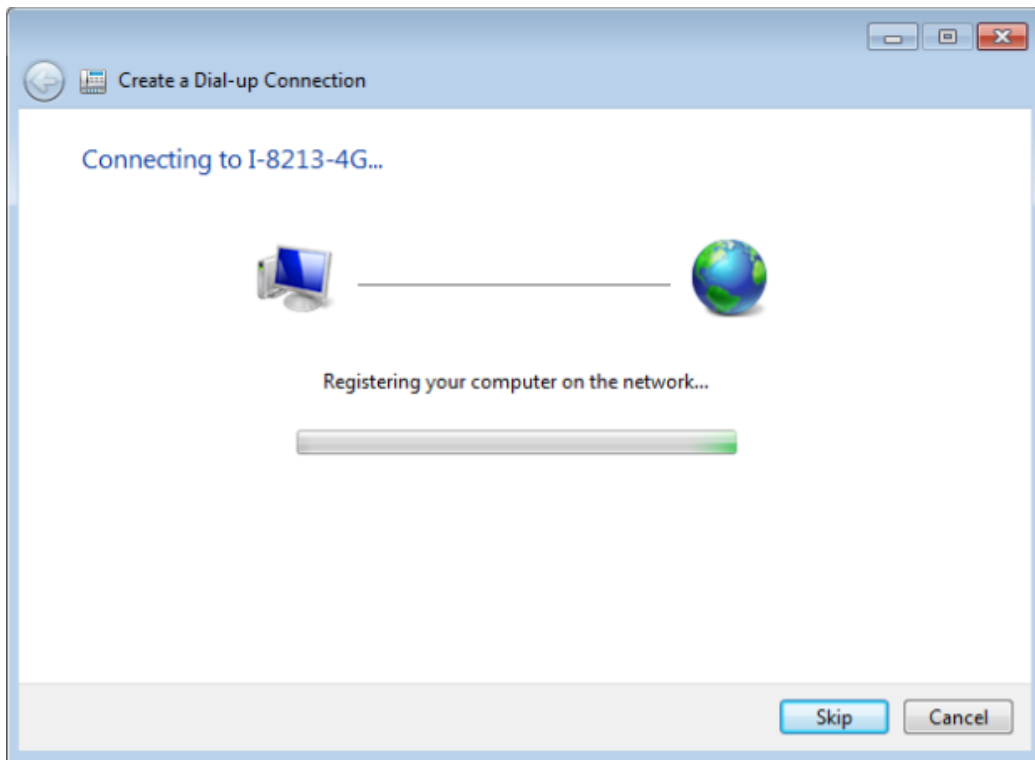 Create a Dial-up Connection
Connecting to I-8213-4G...
Registering your computer on the network...
Skip
Cancel